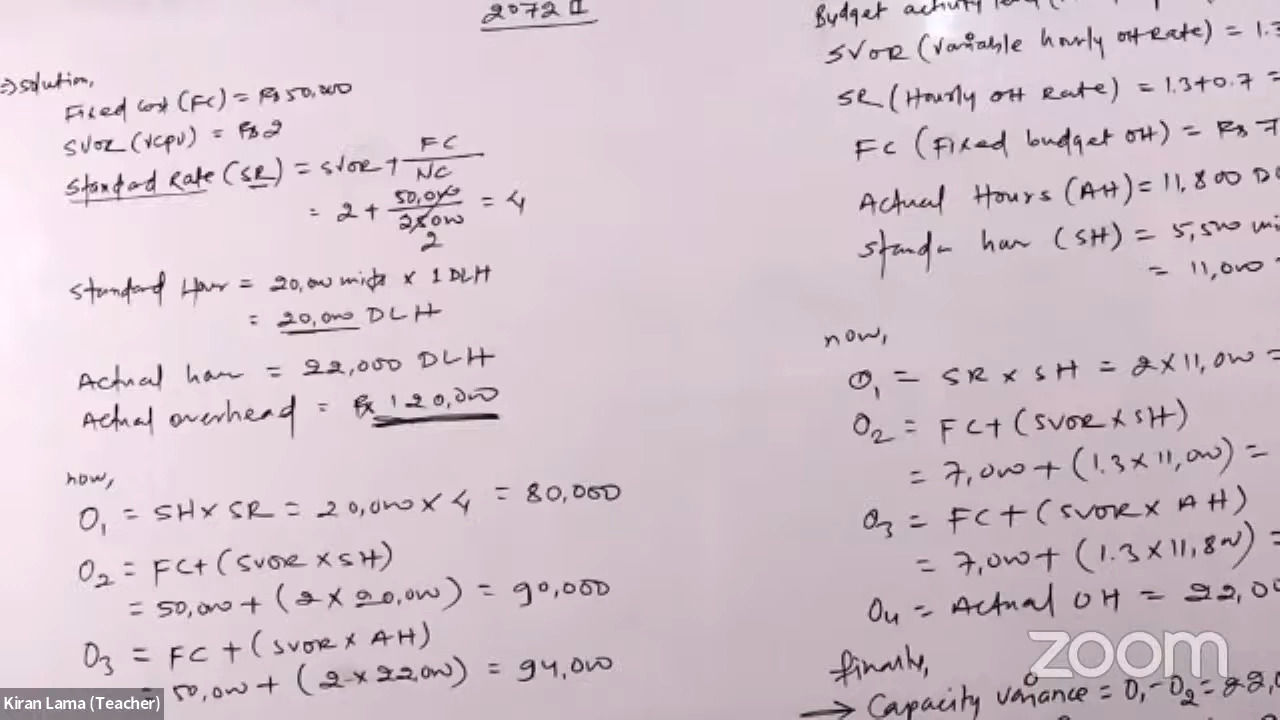 2072 II
⇒ solution,
Fixed cost (FC) = Rs 50,000
SVOR (VCPU) = Rs 2
Standard Rate (SR) = SVOR + FC/NC
= 2 + 50,000/25000 = 4
2
Standard Hour = 20,000 units × 1 DLH
= 20,000 DLH
Actual hour = 22,000 DLH
Actual overhead = Rs 120,000
now,
O1 = SH × SR = 20,000 × 4 = 80,000
O2 = FC + (SVOR × SH)
= 50,000 + (2 × 20,000) = 90,000
O3 = FC + (SVOR × AH)
= 50,000 + (2 × 22,000) = 94,000
Budget activity
SVOR (Variable hourly OH Rate) = 1.3
SR (Hourly OH Rate) = 1.3 + 0.7 =
FC (Fixed budget OH) = Rs 7
Actual Hours (AH) = 11,800
hour (SH) = 5,500
= 11,000
now,
O1 = SR × SH = 2 × 11,000 =
O2 = FC + (SVOR × SH)
= 7,000 + (1.3 × 11,000) =
O3 = FC + (SVOR × AH)
= 7,000 + (1.3 × 11,800) =
O4 = Actual OH = 22,00
finally,
→ Capacity variance = O1 - O2 = 22,0
zoom
Kiran Lama (Teacher)